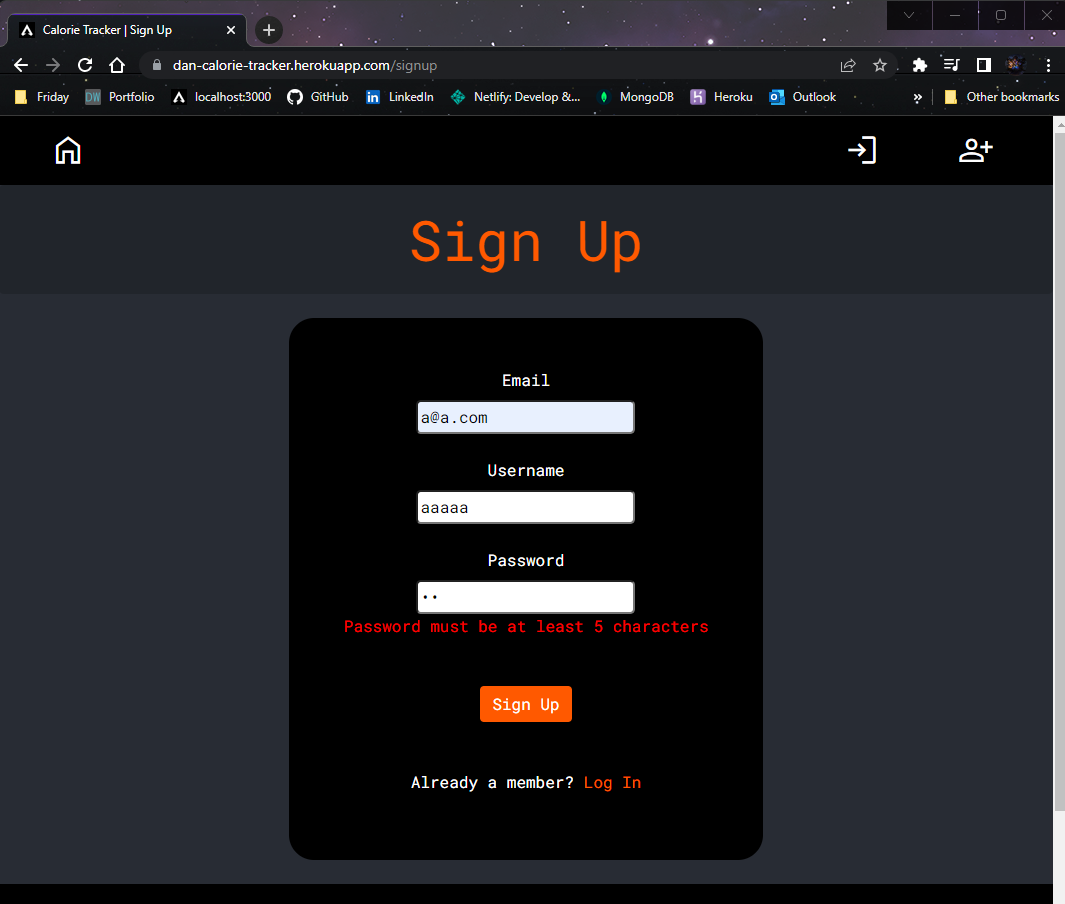 Calorie Tracker | Sign Up
dan-calorie-tracker.herokuapp.com/signup
Friday DW Portfolio localhost:3000 GitHub in LinkedIn Netlify: Develop &... MongoDB Heroku Outlook » Other bookmarks
Sign Up
Email
a@a.com
Username
aaaaa
Password
••
Password must be at least 5 characters
Sign Up
Already a member? Log In